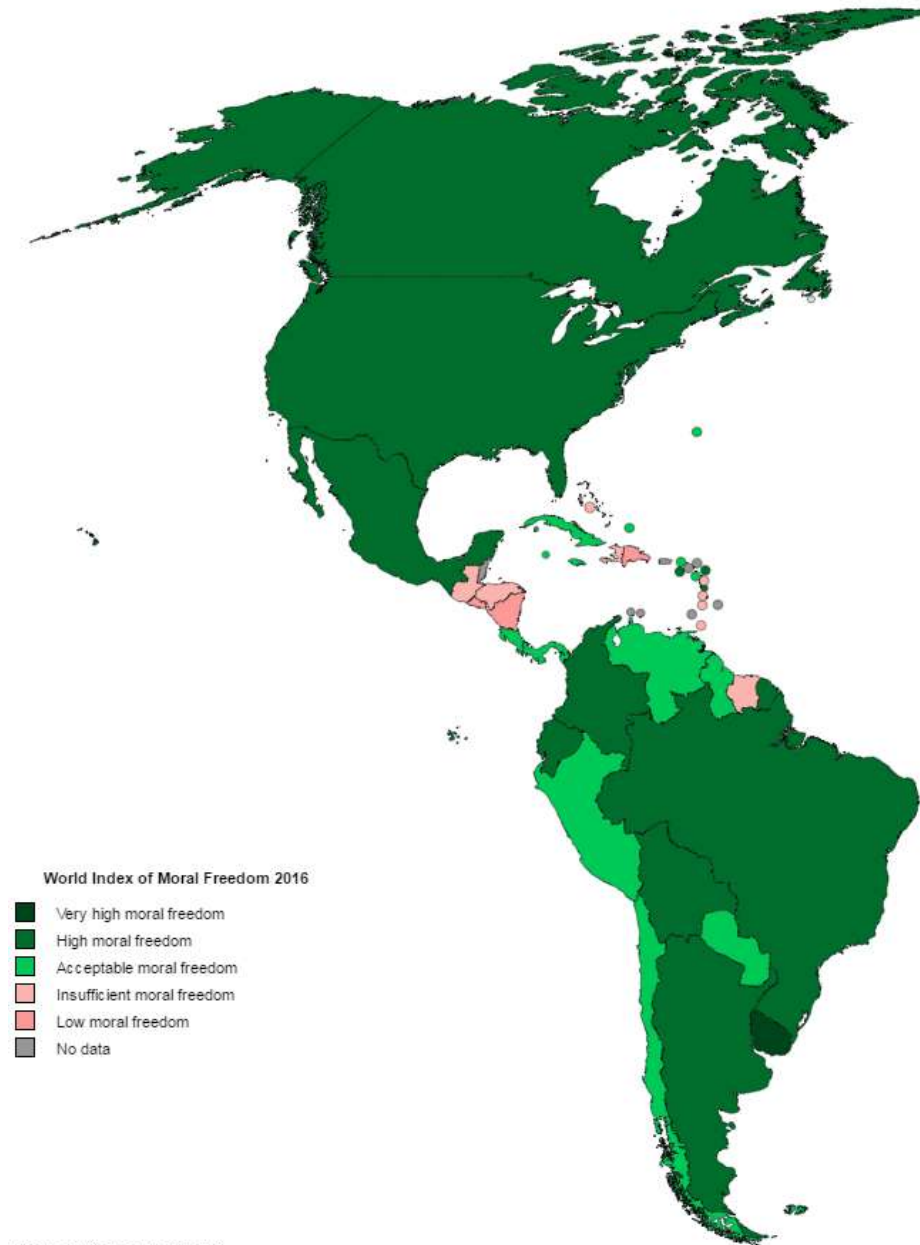 World Index of Moral Freedom 2016
Very high moral freedom
High moral freedom
Acceptable moral freedom
Insufficient moral freedom
Low moral freedom
No data